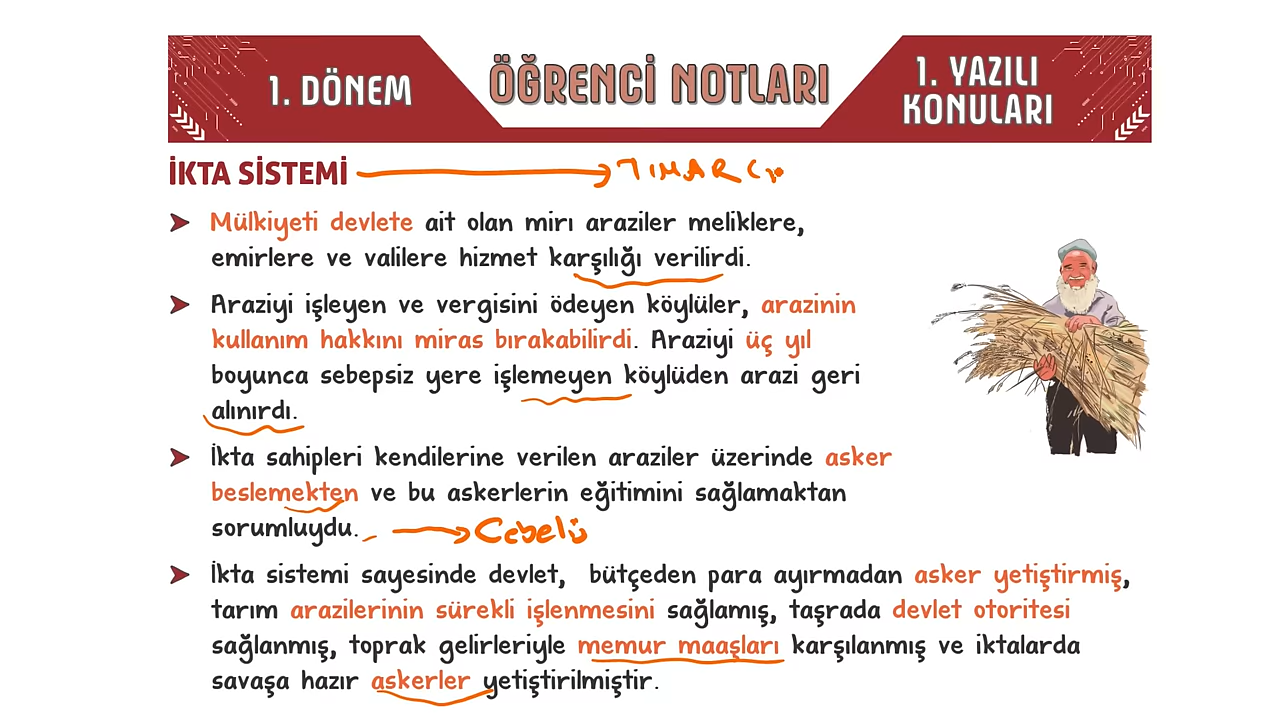 1. DÖNEM
ÖĞRENCİ NOTLARI
1. YAZILI
KONULARI
İKTA SİSTEMİ
➤ Mülkiyeti devlete ait olan mirı araziler meliklere,
emirlere ve valilere hizmet karşılığı verilirdi.
➤ Araziyi işleyen ve vergisini ödeyen köylüler, arazinin
kullanım hakkını miras bırakabilirdi. Araziyi üç yıl
boyunca sebepsiz yere işlemeyen köylüden arazi geri
alınırdı.
➤ İkta sahipleri kendilerine verilen araziler üzerinde asker
beslemekten ve bu askerlerin eğitimini sağlamaktan
sorumluydu.
Cebelü
➤ İkta sistemi sayesinde devlet, bütçeden para ayırmadan asker yetiştirmiş,
tarım arazilerinin sürekli işlenmesini sağlamış, taşrada devlet otoritesi
sağlanmış, toprak gelirleriyle memur maaşları karşılanmış ve iktalarda
savaşa hazır askerler yetiştirilmiştir.